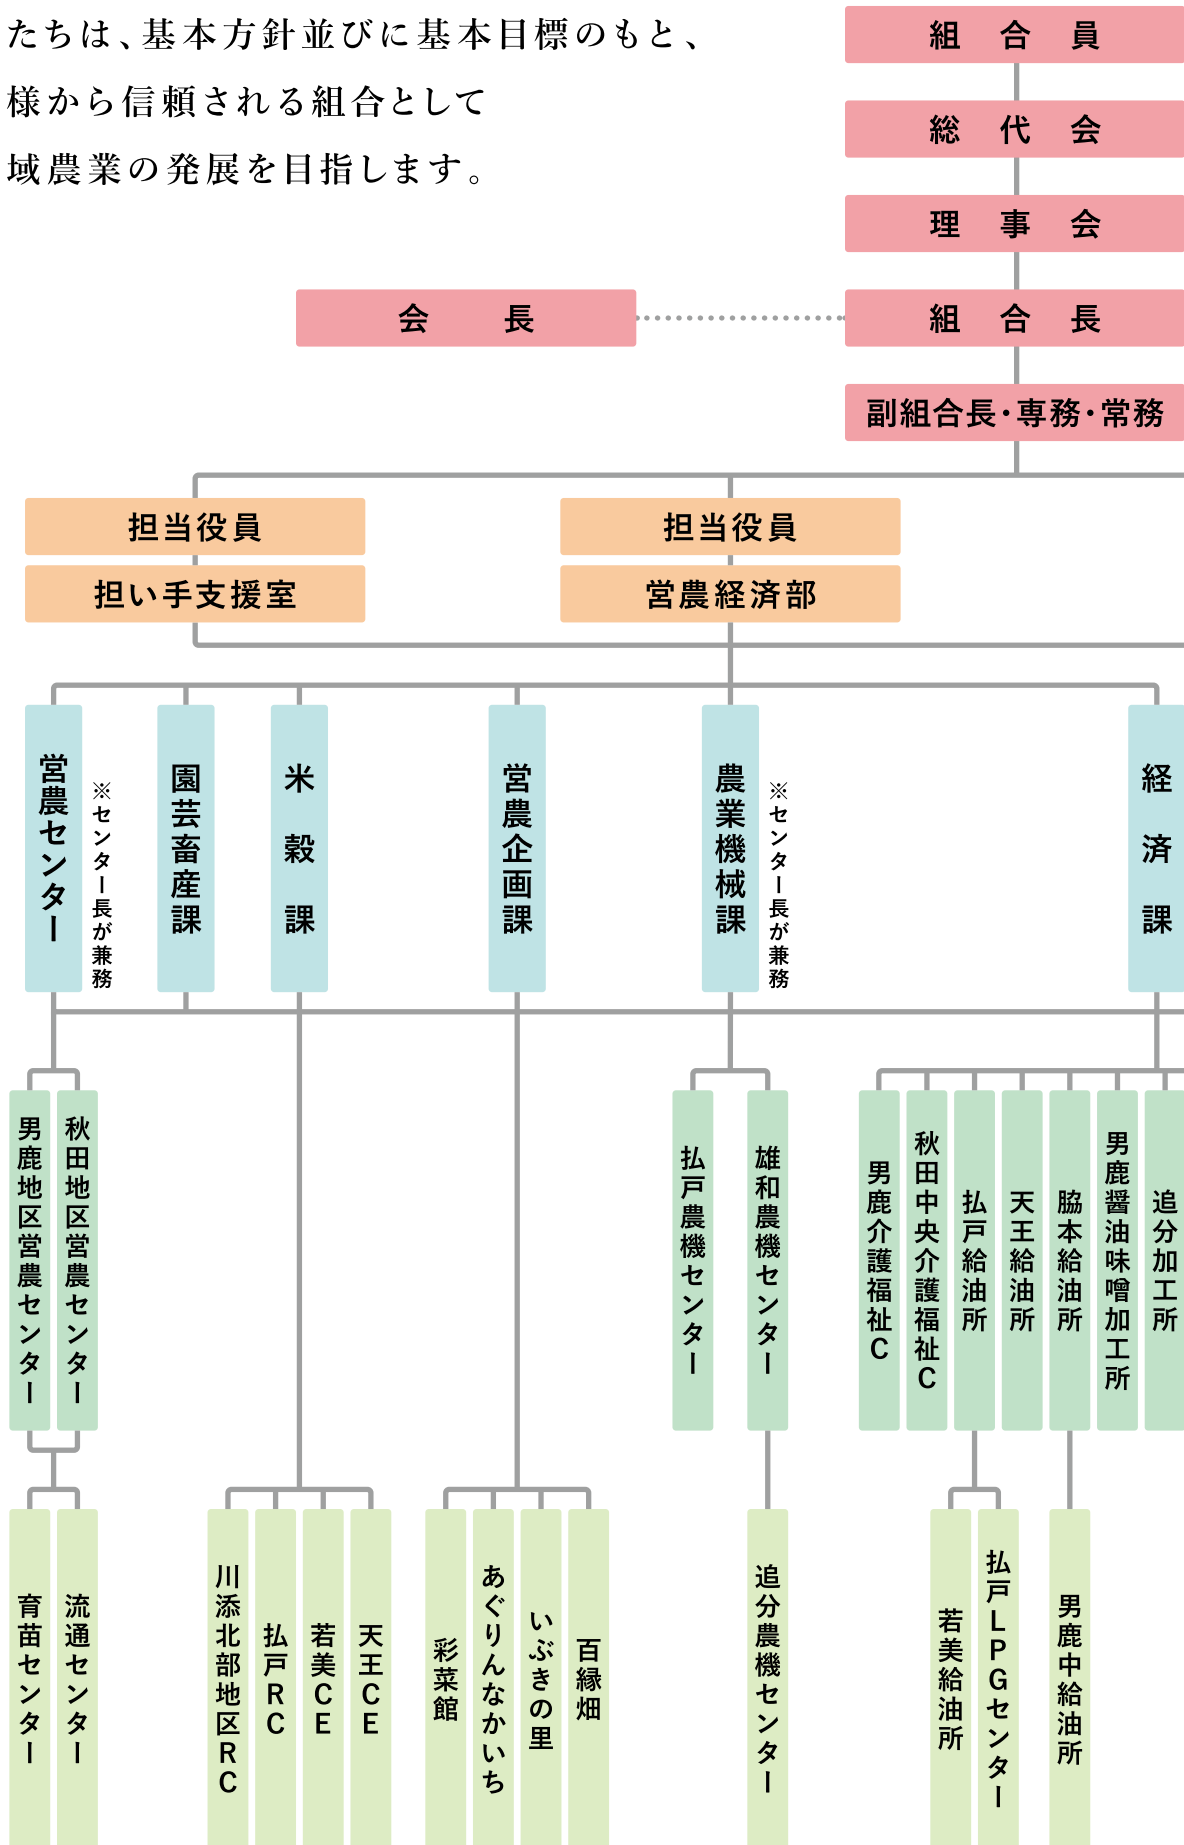 たちは、基本方針並びに基本目標のもと、
様から信頼される組合として
域農業の発展を目指します。
組合員
総代会
理事会
会長
組合長
副組合長・専務・常務
担当役員
担当役員
担い手支援室
営農経済部
営農センター
※センター長が兼務
園芸畜産課
米穀課
営農企画課
農業機械課
※センター長が兼務
経済課
男鹿地区営農センター
秋田地区営農センター
払戸農機センター
雄和農機センター
男鹿介護福祉C
秋田中央介護福祉C
払戸給油所
天王給油所
脇本給油所
男鹿醤油味噌加工所
追分加工所
育苗センター
流通センター
川添北部地区RC
払戸RC
若美CE
天王CE
彩菜館
あぐりんなかいち
いぶきの里
百縁畑
追分農機センター
若美給油所
払戸LPGセンター
男鹿中給油所